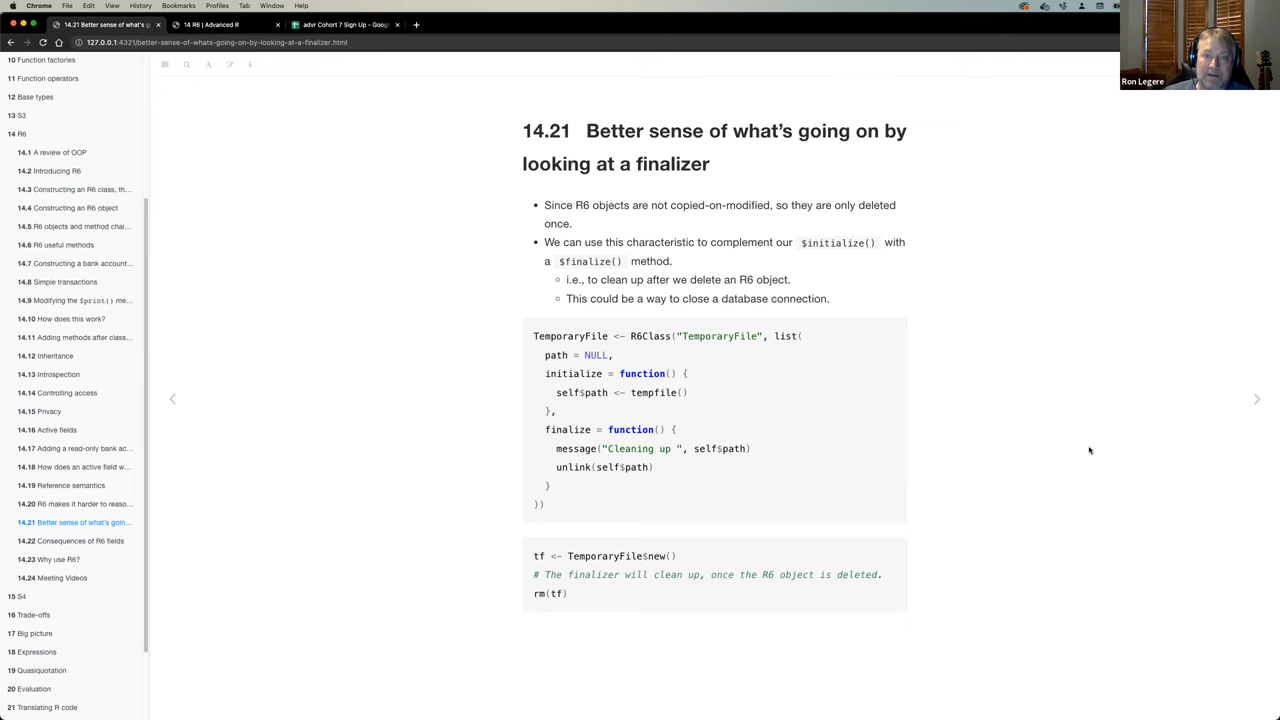 Chrome File Edit View History Bookmarks Profiles Tab Window Help
14.21 Better sense of what's g
14 R6 | Advanced R
advr Cohort 7 Sign Up - Googl
127.0.0.1:4321/better-sense-of-whats-going-on-by-looking-at-a-finalizer.html
Ron Legere
10 Function factories
11 Function operators
12 Base types
13 S3
14 R6
14.1 A review of OOP
14.2 Introducing R6
14.3 Constructing an R6 class, th...
14.4 Constructing an R6 object
14.5 R6 objects and method chai...
14.6 R6 useful methods
14.7 Constructing a bank account...
14.8 Simple transactions
14.9 Modifying the $print() me...
14.10 How does this work?
14.11 Adding methods after class...
14.12 Inheritance
14.13 Introspection
14.14 Controlling access
14.15 Privacy
14.16 Active fields
14.17 Adding a read-only bank ac...
14.18 How does an active field w...
14.19 Reference semantics
14.20 R6 makes it harder to reaso...
14.21 Better sense of what's goin...
14.22 Consequences of R6 fields
14.23 Why use R6?
14.24 Meeting Videos
15 S4
16 Trade-offs
17 Big picture
18 Expressions
19 Quasiquotation
20 Evaluation
21 Translating R code
14.21 Better sense of what's going on by
looking at a finalizer
• Since R6 objects are not copied-on-modified, so they are only deleted
once.
• We can use this characteristic to complement our $initialize() with
a $finalize() method.
◦ i.e., to clean up after we delete an R6 object.
◦ This could be a way to close a database connection.
TemporaryFile <- R6Class("TemporaryFile", list(
path = NULL,
initialize = function() {
self$path <- tempfile()
},
finalize = function() {
message("Cleaning up ", self$path)
unlink(self$path)
}
))
tf <- TemporaryFile$new()
# The finalizer will clean up, once the R6 object is deleted.
rm(tf)